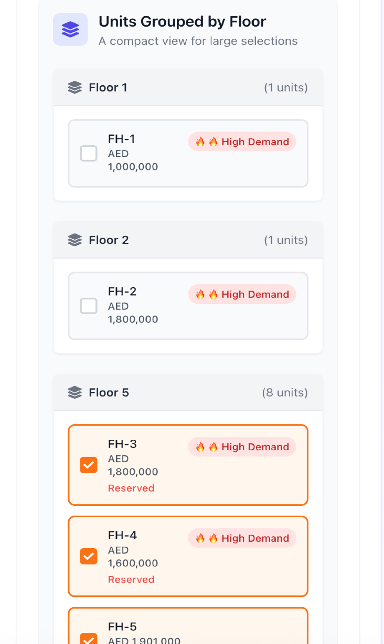 Units Grouped by Floor
A compact view for large selections
Floor 1 (1 units)
FH-1
🔥🔥 High Demand
AED
1,000,000
Floor 2 (1 units)
FH-2
🔥🔥 High Demand
AED
1,800,000
Floor 5 (8 units)
FH-3
🔥🔥 High Demand
AED
1,800,000
Reserved
FH-4
🔥🔥 High Demand
AED
1,600,000
Reserved
FH-5
AED 1,901,000